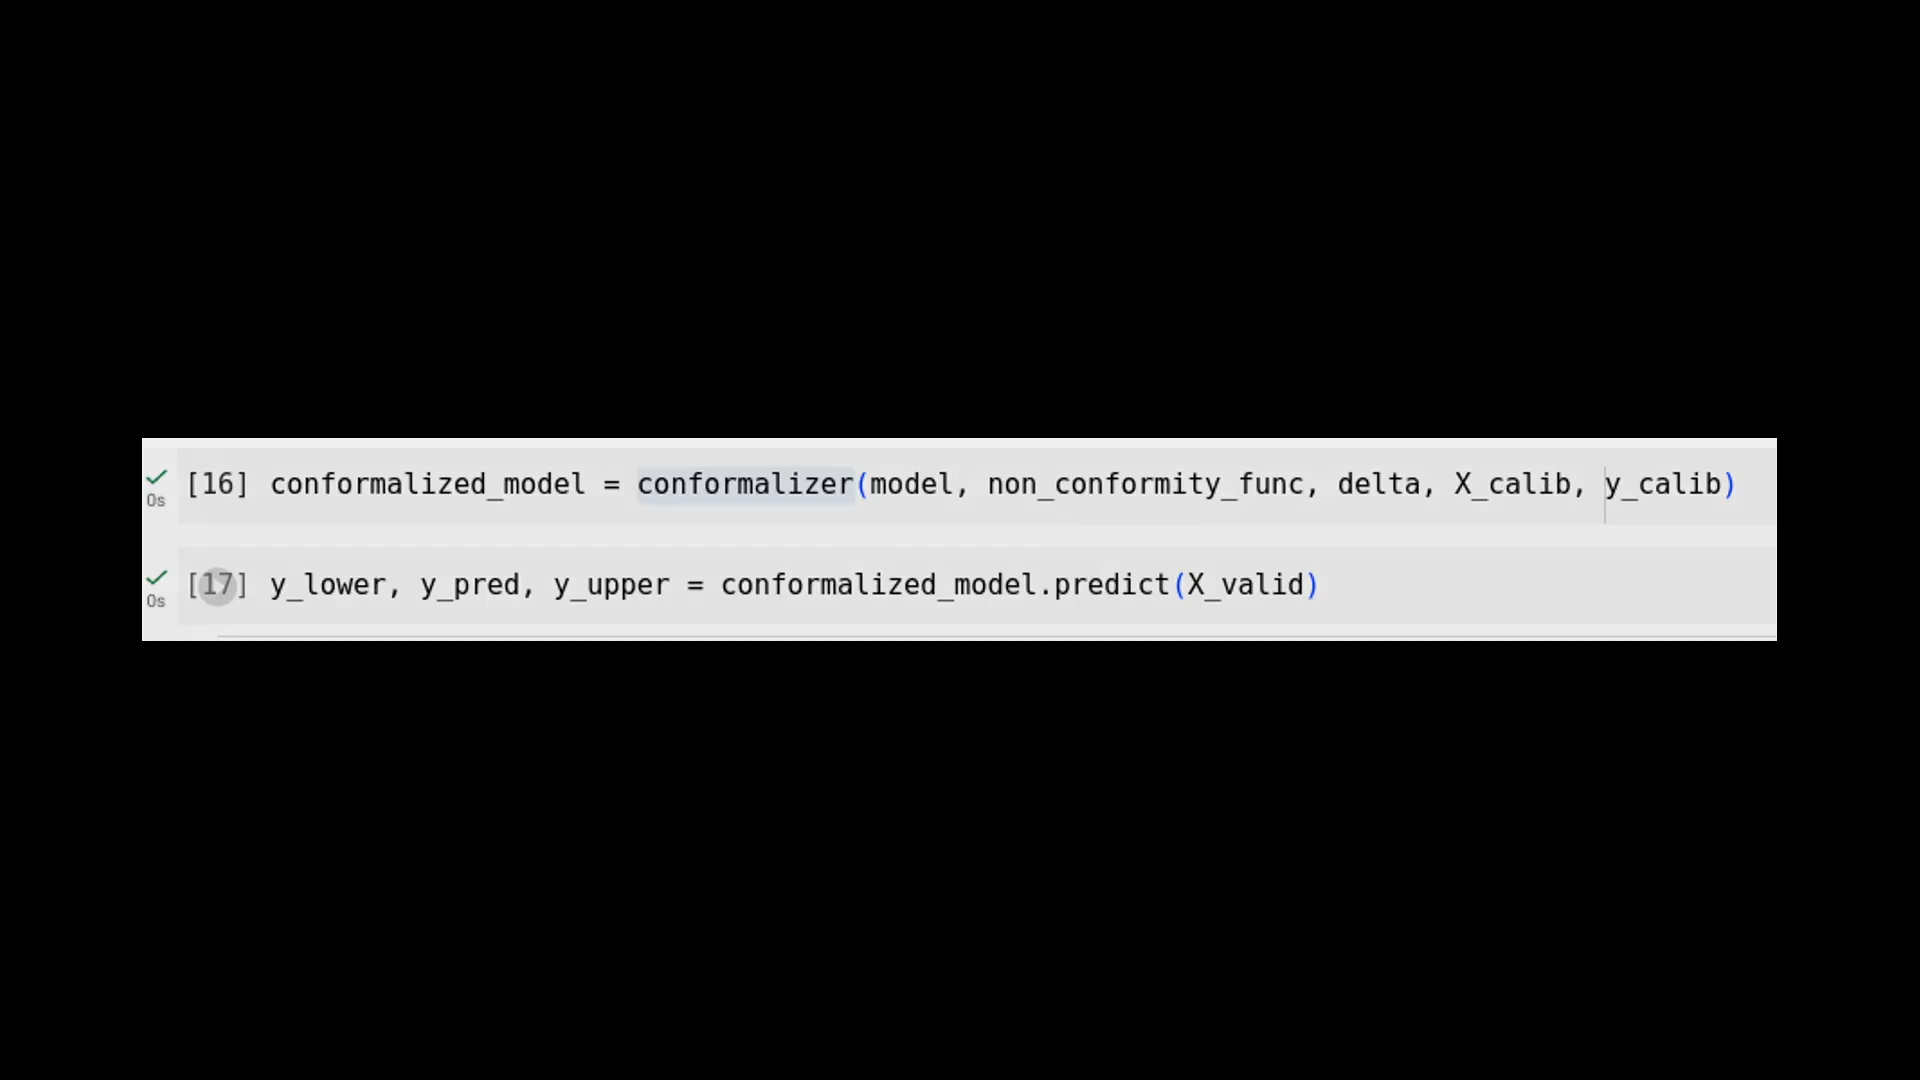 [16] conformalized_model = conformalizer(model, non_conformity_func, delta, X_calib, y_calib)
0s
[17] y_lower, y_pred, y_upper = conformalized_model.predict(X_valid)
0s